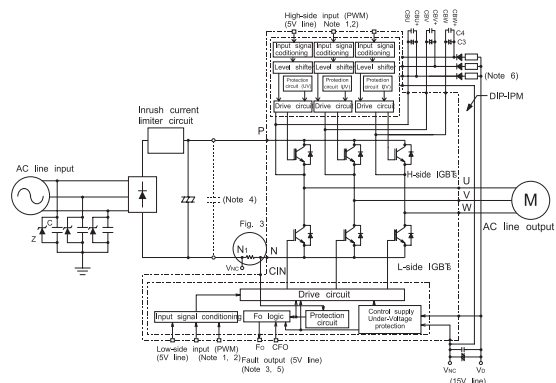 High-side input (PWM)
(5V line) Note 1,2)
CBU
CBU+
CBV
CBV+
CBW
CBW+
C4
C3
Input signal coditioning
Input signal coditioning
Input signal coditioning
Level shifter
Level shifter
Level shifter
Protection circuit (UV)
Protection circuit (UV)
Protection circuit (UV)
Drive circuit
Drive circuit
Drive circuit
(Note 6)
DIP-IPM
Inrush current
limiter circuit
P
AC line input
H-side IGBTS
U
V
W
M
AC line output
(Note 4)
C
Z
Fig. 3
N1
VNC
N
CIN
L-side IGBTS
Drive circuit
Input signal conditioning
Fo logic
Protection
circuit
Control supply
Under-Voltage
protection
Low-side input (PWM)
(5V line) (Note 1, 2)
FO
CFO
Fault output (5V line)
(Note 3, 5)
VNC
VD
(15V line)